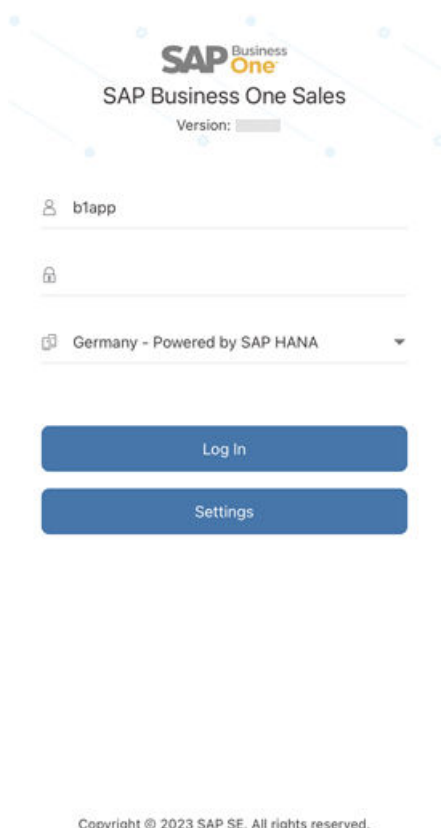 SAP Business One
SAP Business One Sales
Version:
b1app
Germany - Powered by SAP HANA
Log In
Settings
Copyright © 2023 SAP SE. All rights reserved.